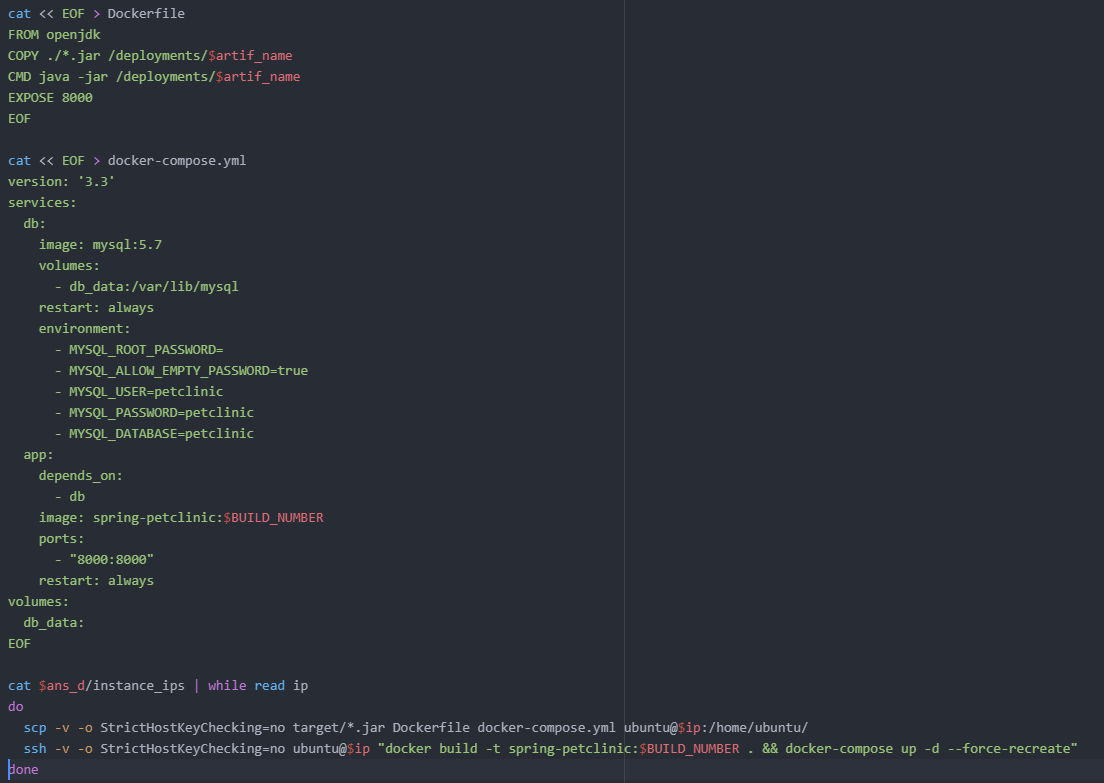 cat << EOF > Dockerfile
FROM openjdk
COPY ./*.jar /deployments/$artif_name
CMD java -jar /deployments/$artif_name
EXPOSE 8000
EOF

cat << EOF > docker-compose.yml
version: '3.3'
services:
  db:
    image: mysql:5.7
    volumes:
      - db_data:/var/lib/mysql
    restart: always
    environment:
      - MYSQL_ROOT_PASSWORD=
      - MYSQL_ALLOW_EMPTY_PASSWORD=true
      - MYSQL_USER=petclinic
      - MYSQL_PASSWORD=petclinic
      - MYSQL_DATABASE=petclinic
  app:
    depends_on:
      - db
    image: spring-petclinic:$BUILD_NUMBER
    ports:
      - "8000:8000"
    restart: always
volumes:
  db_data:
EOF

cat $ans_d/instance_ips | while read ip
do
  scp -v -o StrictHostKeyChecking=no target/*.jar Dockerfile docker-compose.yml ubuntu@$ip:/home/ubuntu/
  ssh -v -o StrictHostKeyChecking=no ubuntu@$ip "docker build -t spring-petclinic:$BUILD_NUMBER . && docker-compose up -d --force-recreate"
done